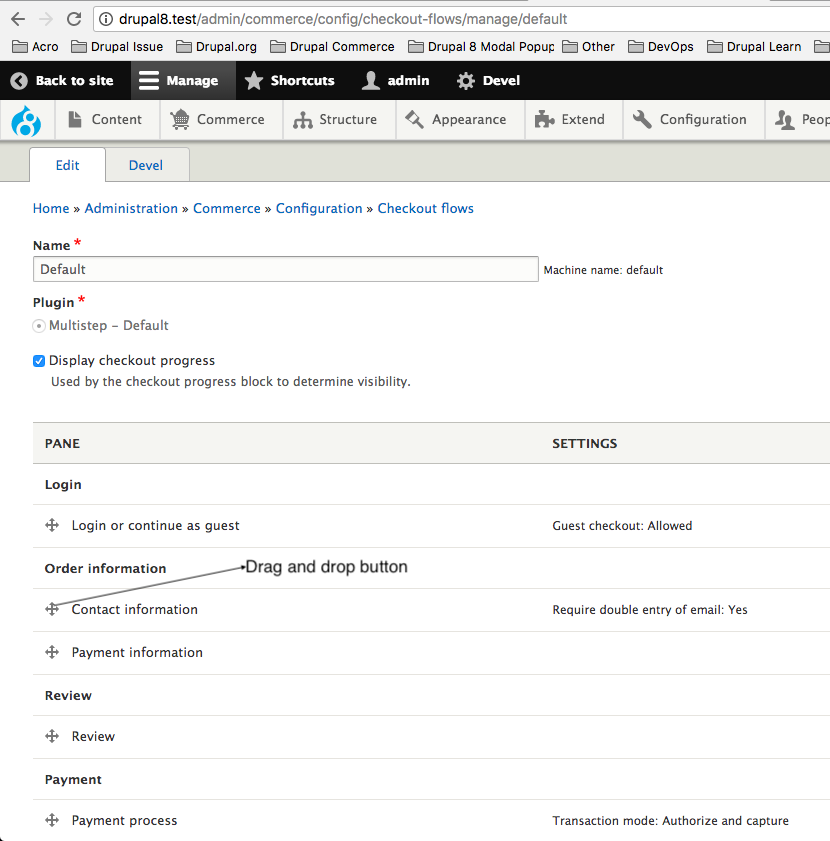 drupal8.test/admin/commerce/config/checkout-flows/manage/default
Acro Drupal Issue Drupal.org Drupal Commerce Drupal 8 Modal Popup Other DevOps Drupal Learn
Back to site Manage Shortcuts admin Devel
Content Commerce Structure Appearance Extend Configuration Peop
Edit Devel
Home » Administration » Commerce » Configuration » Checkout flows
Name *
Default Machine name: default
Plugin *
Multistep - Default
Display checkout progress
Used by the checkout progress block to determine visibility.
PANE SETTINGS
Login
Login or continue as guest Guest checkout: Allowed
Order information Drag and drop button
Contact information Require double entry of email: Yes
Payment information
Review
Review
Payment
Payment process Transaction mode: Authorize and capture